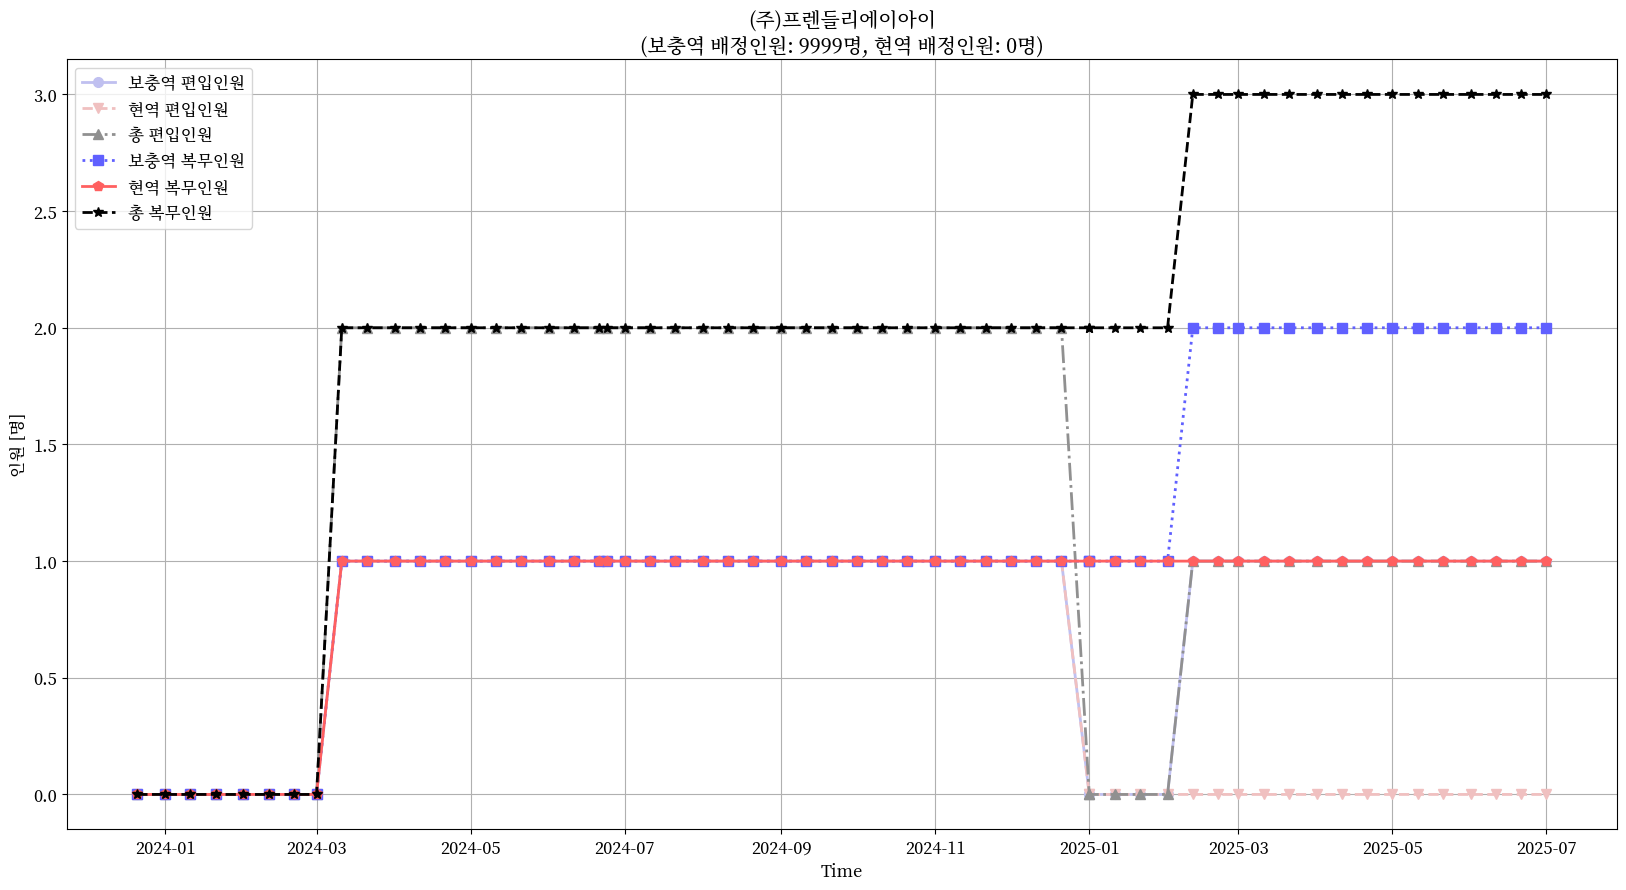 (주)프렌들리에이아이
(보충역 배정인원: 9999명, 현역 배정인원: 0명)
보충역 편입인원
현역 편입인원
총 편입인원
보충역 복무인원
현역 복무인원
총 복무인원
인원 [명]
3.0
2.5
2.0
1.5
1.0
0.5
0.0
2024-01 2024-03 2024-05 2024-07 2024-09 2024-11 2025-01 2025-03 2025-05 2025-07
Time